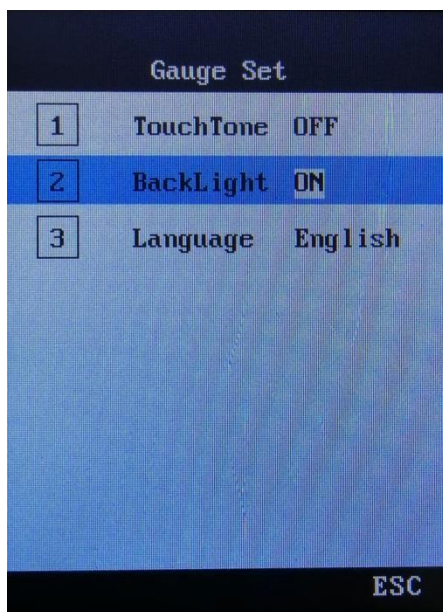 Gauge Set
1 TouchTone OFF
2 BackLight ON
3 Language English
ESC